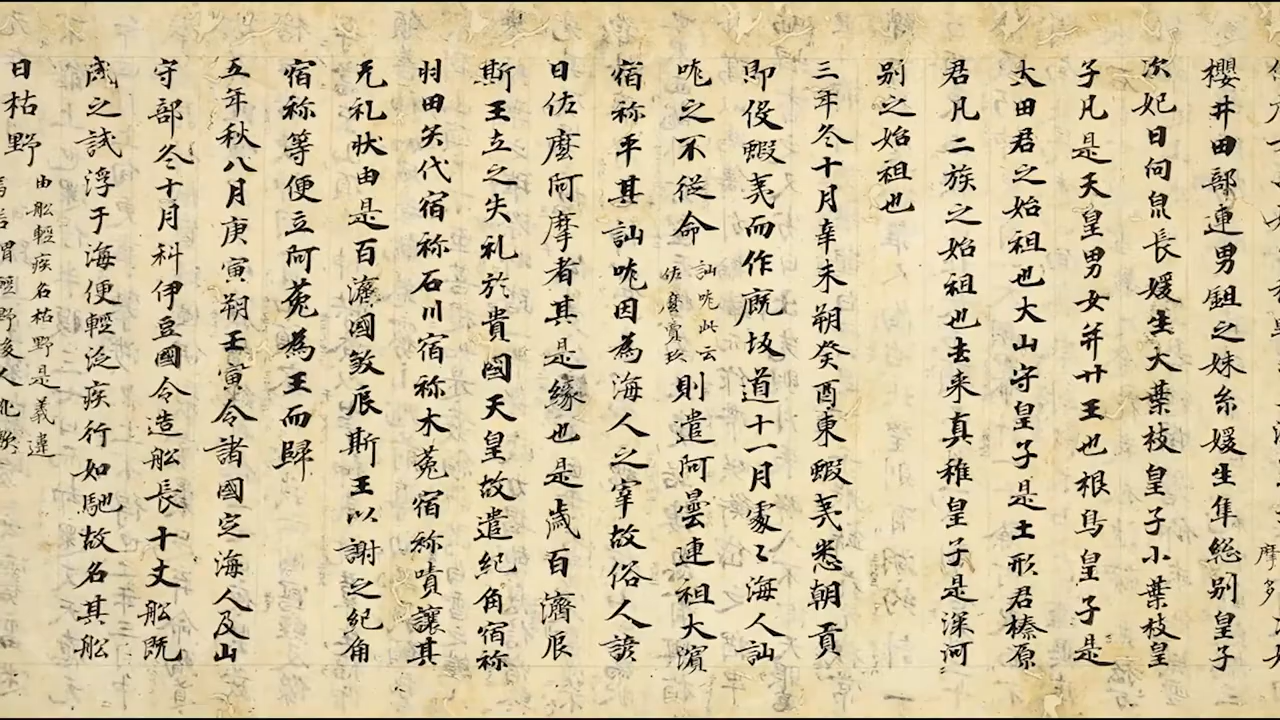 櫻井田部連男鉏之妹糸媛生隼総别皇子
次妃日向泉長媛生大葉枝皇子小葉枝皇
子凡是天皇男女并廿王也根鳥皇子是
大田君之始祖也大山守皇子是土形君榛原
君凡二族之始祖也去来真稚皇子是深河
别之始祖也
三年冬十月辛未朔癸酉東蝦夷悉朝貢
即役蝦夷而作廐坂道十一月處〻海人訕
哤之不従命 訕哤此云佐麼賣玖 則遣阿曇連祖大濵
宿祢平其訕哤因為海人之宰故俗人諺
日佐麼阿摩者其是緣也是歳百濟辰
斯王立之失礼於貴國天皇故遣紀角宿祢
羽田矢代宿祢石川宿祢木菟宿祢嘖讓其
无礼状由是百濟國敘辰斯王以謝之紀角
宿祢等便立阿菟為王而歸
五年秋八月庚寅朔壬寅令諸國定海人及山
守部冬十月科伊豆國令造舩長十丈舩既
成之試浮于海便輕泛疾行如馳故名其舩
日枯野 由舩輕疾名枯野是義違